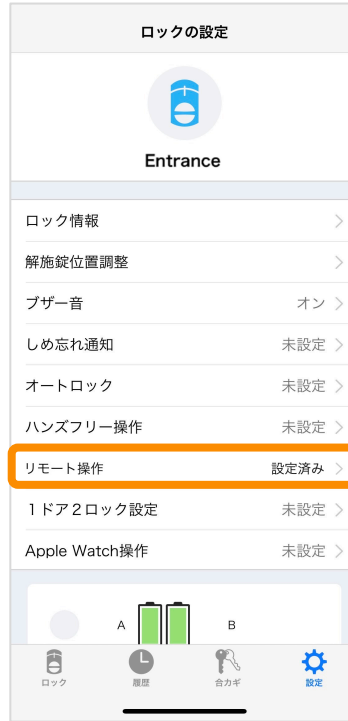 ロックの設定
Entrance
ロック情報
解施錠位置調整
ブザー音 オン
しめ忘れ通知 未設定
オートロック 未設定
ハンズフリー操作 未設定
リモート操作 設定済み
１ドア２ロック設定 未設定
Apple Watch操作 未設定
A B
ロック 履歴 合カギ 設定